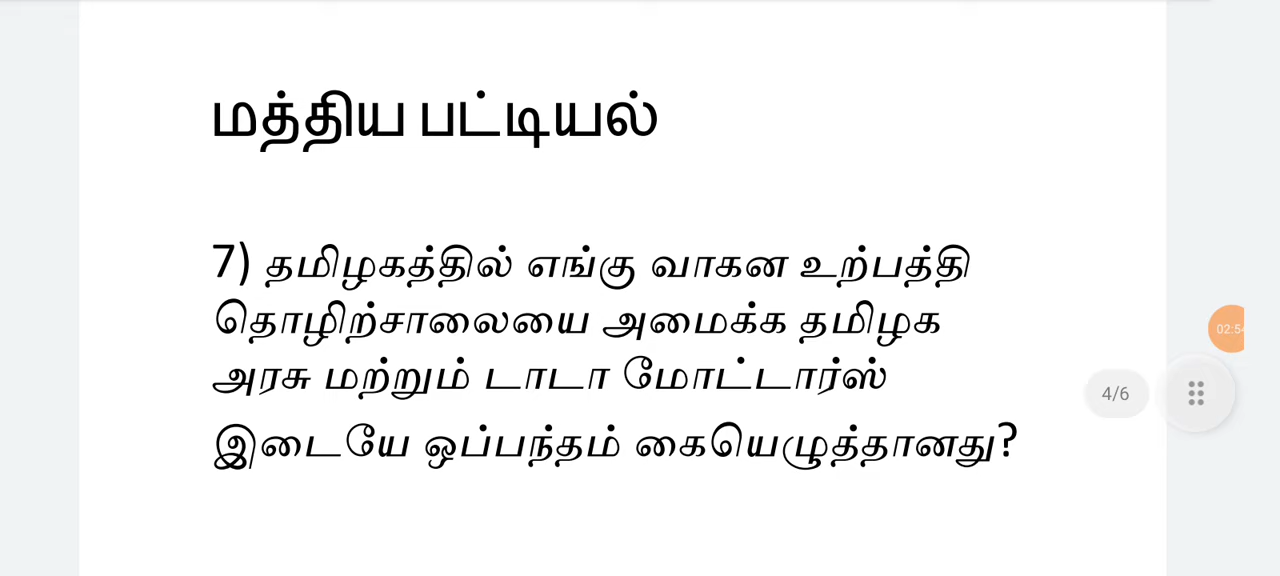 மத்திய பட்டியல்
7) தமிழகத்தில் எங்கு வாகன உற்பத்தி
தொழிற்சாலையை அமைக்க தமிழக
அரசு மற்றும் டாடா மோட்டார்ஸ்
இடையே ஒப்பந்தம் கையெழுத்தானது?
4/6